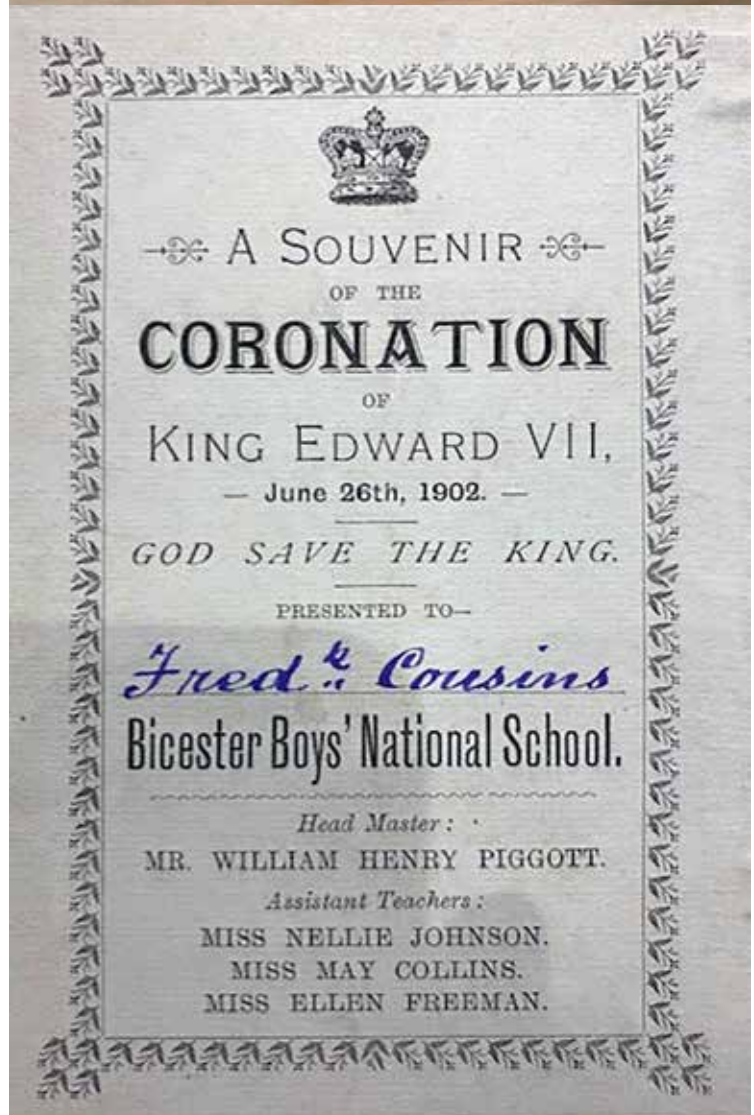 A SOUVENIR
OF THE
CORONATION
OF
KING EDWARD VII,
— June 26th, 1902. —
GOD SAVE THE KING.
PRESENTED TO—
Fredk. Cousins
Bicester Boys' National School.
Head Master:
MR. WILLIAM HENRY PIGGOTT.
Assistant Teachers:
MISS NELLIE JOHNSON.
MISS MAY COLLINS.
MISS ELLEN FREEMAN.